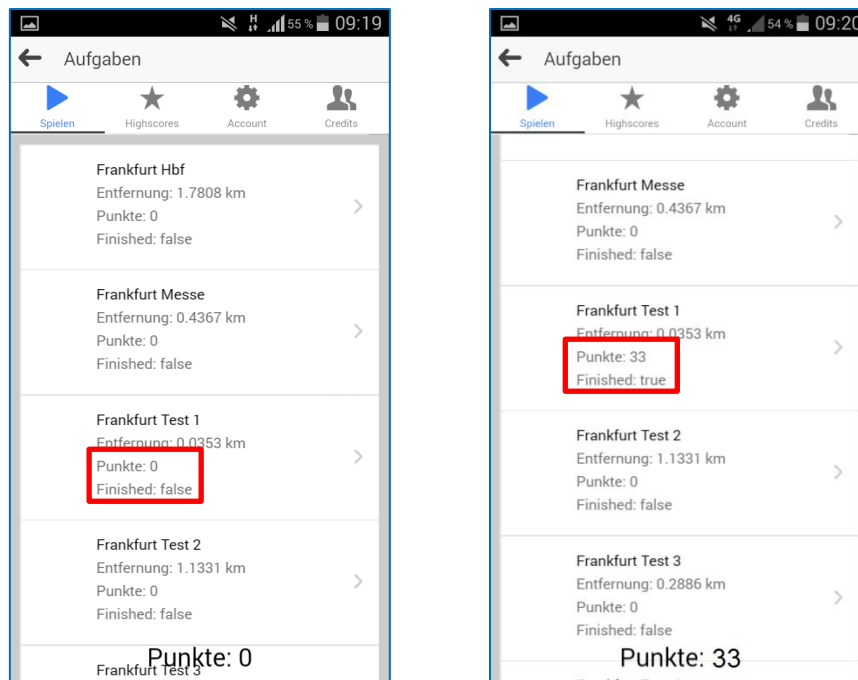 H 55 % 09:19
Aufgaben
Spielen Highscores Account Credits
Frankfurt Hbf
Entfernung: 1.7808 km
Punkte: 0
Finished: false
Frankfurt Messe
Entfernung: 0.4367 km
Punkte: 0
Finished: false
Frankfurt Test 1
Entfernung: 0.0353 km
Punkte: 0
Finished: false
Frankfurt Test 2
Entfernung: 1.1331 km
Punkte: 0
Finished: false
Punkte: 0
Frankfurt Test 3
4G 54 % 09:20
Aufgaben
Spielen Highscores Account Credits
Frankfurt Messe
Entfernung: 0.4367 km
Punkte: 0
Finished: false
Frankfurt Test 1
Entfernung: 0.0353 km
Punkte: 33
Finished: true
Frankfurt Test 2
Entfernung: 1.1331 km
Punkte: 0
Finished: false
Frankfurt Test 3
Entfernung: 0.2886 km
Punkte: 0
Finished: false
Punkte: 33